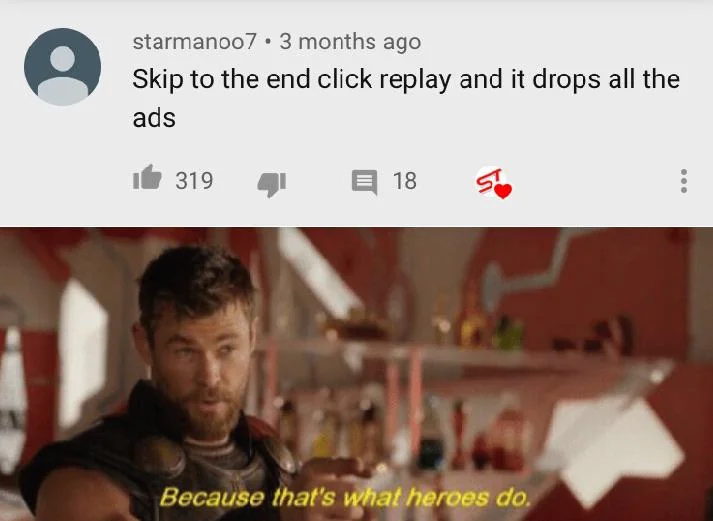 starmanoo7 • 3 months ago
Skip to the end click replay and it drops all the
ads
319 18 ST
Because that's what heroes do.